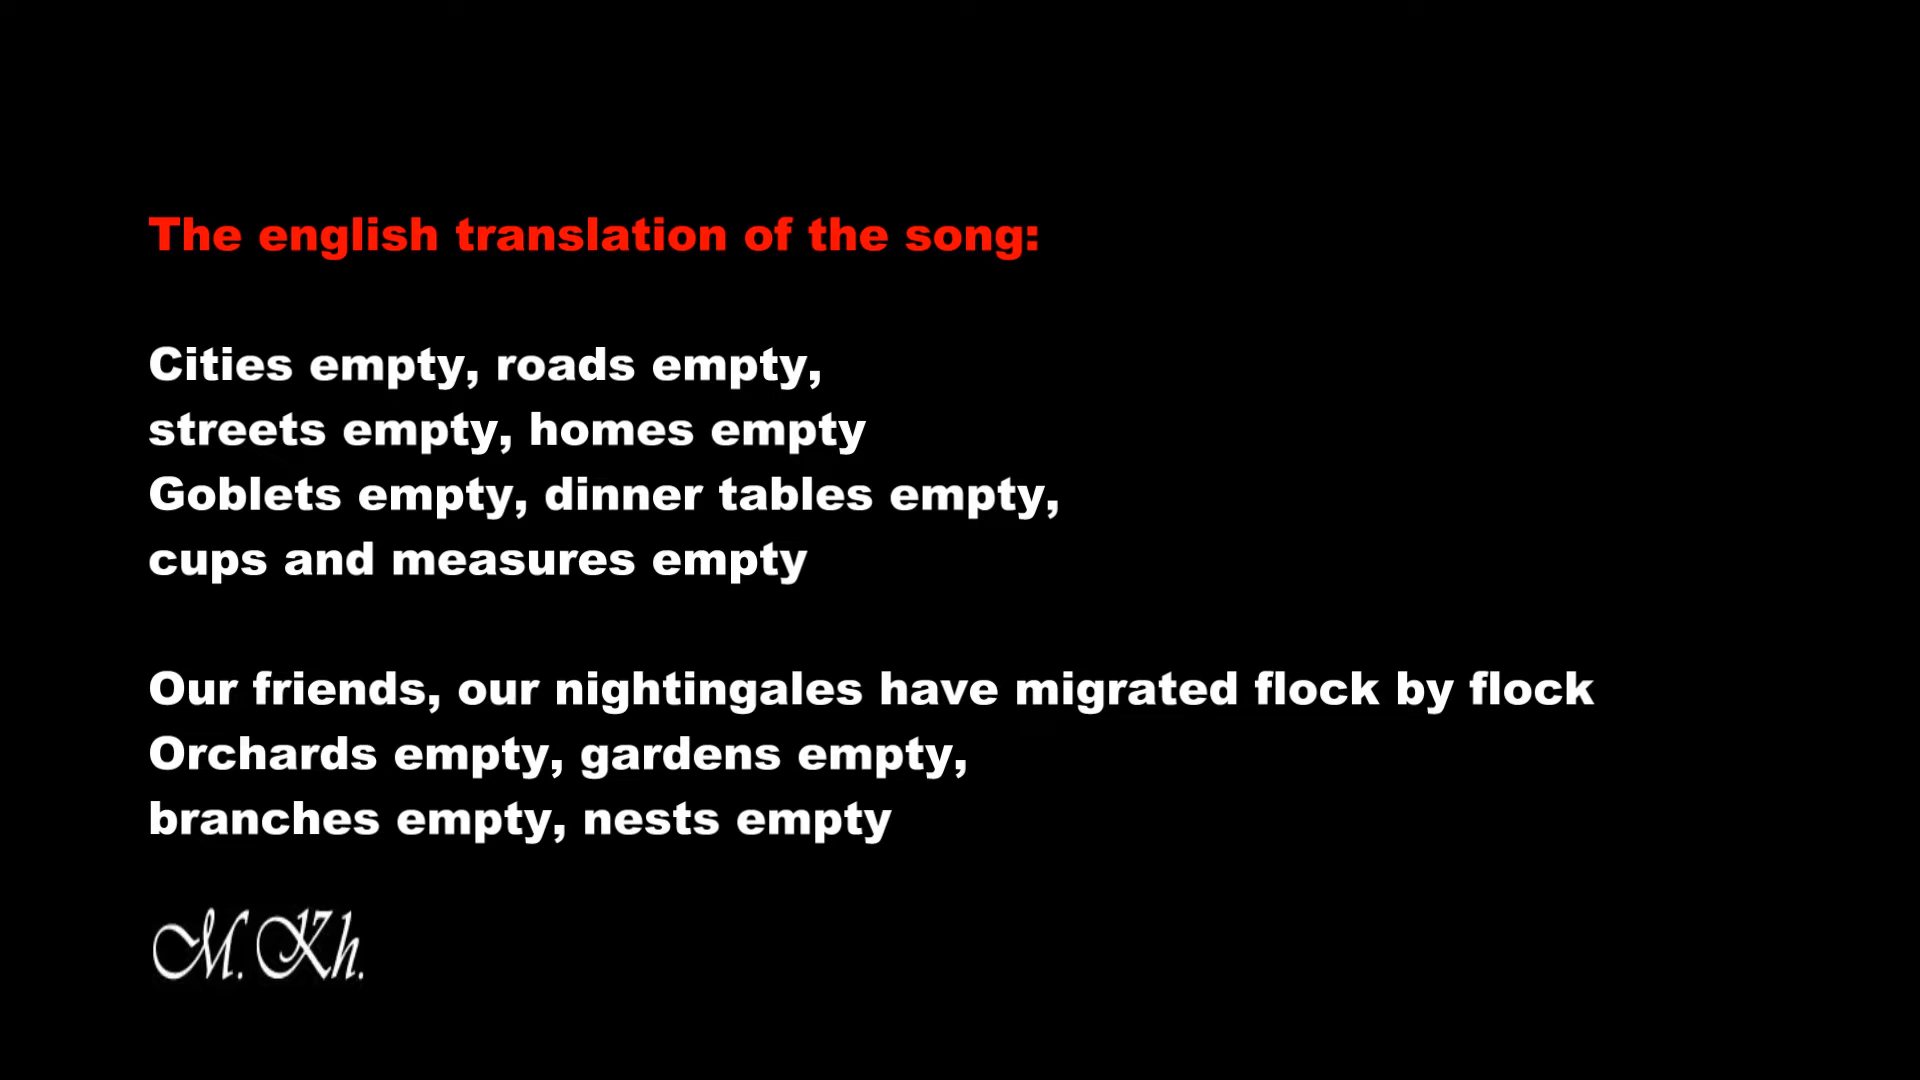 The english translation of the song:
Cities empty, roads empty,
streets empty, homes empty
Goblets empty, dinner tables empty,
cups and measures empty
Our friends, our nightingales have migrated flock by flock
Orchards empty, gardens empty,
branches empty, nests empty
M. Kh.